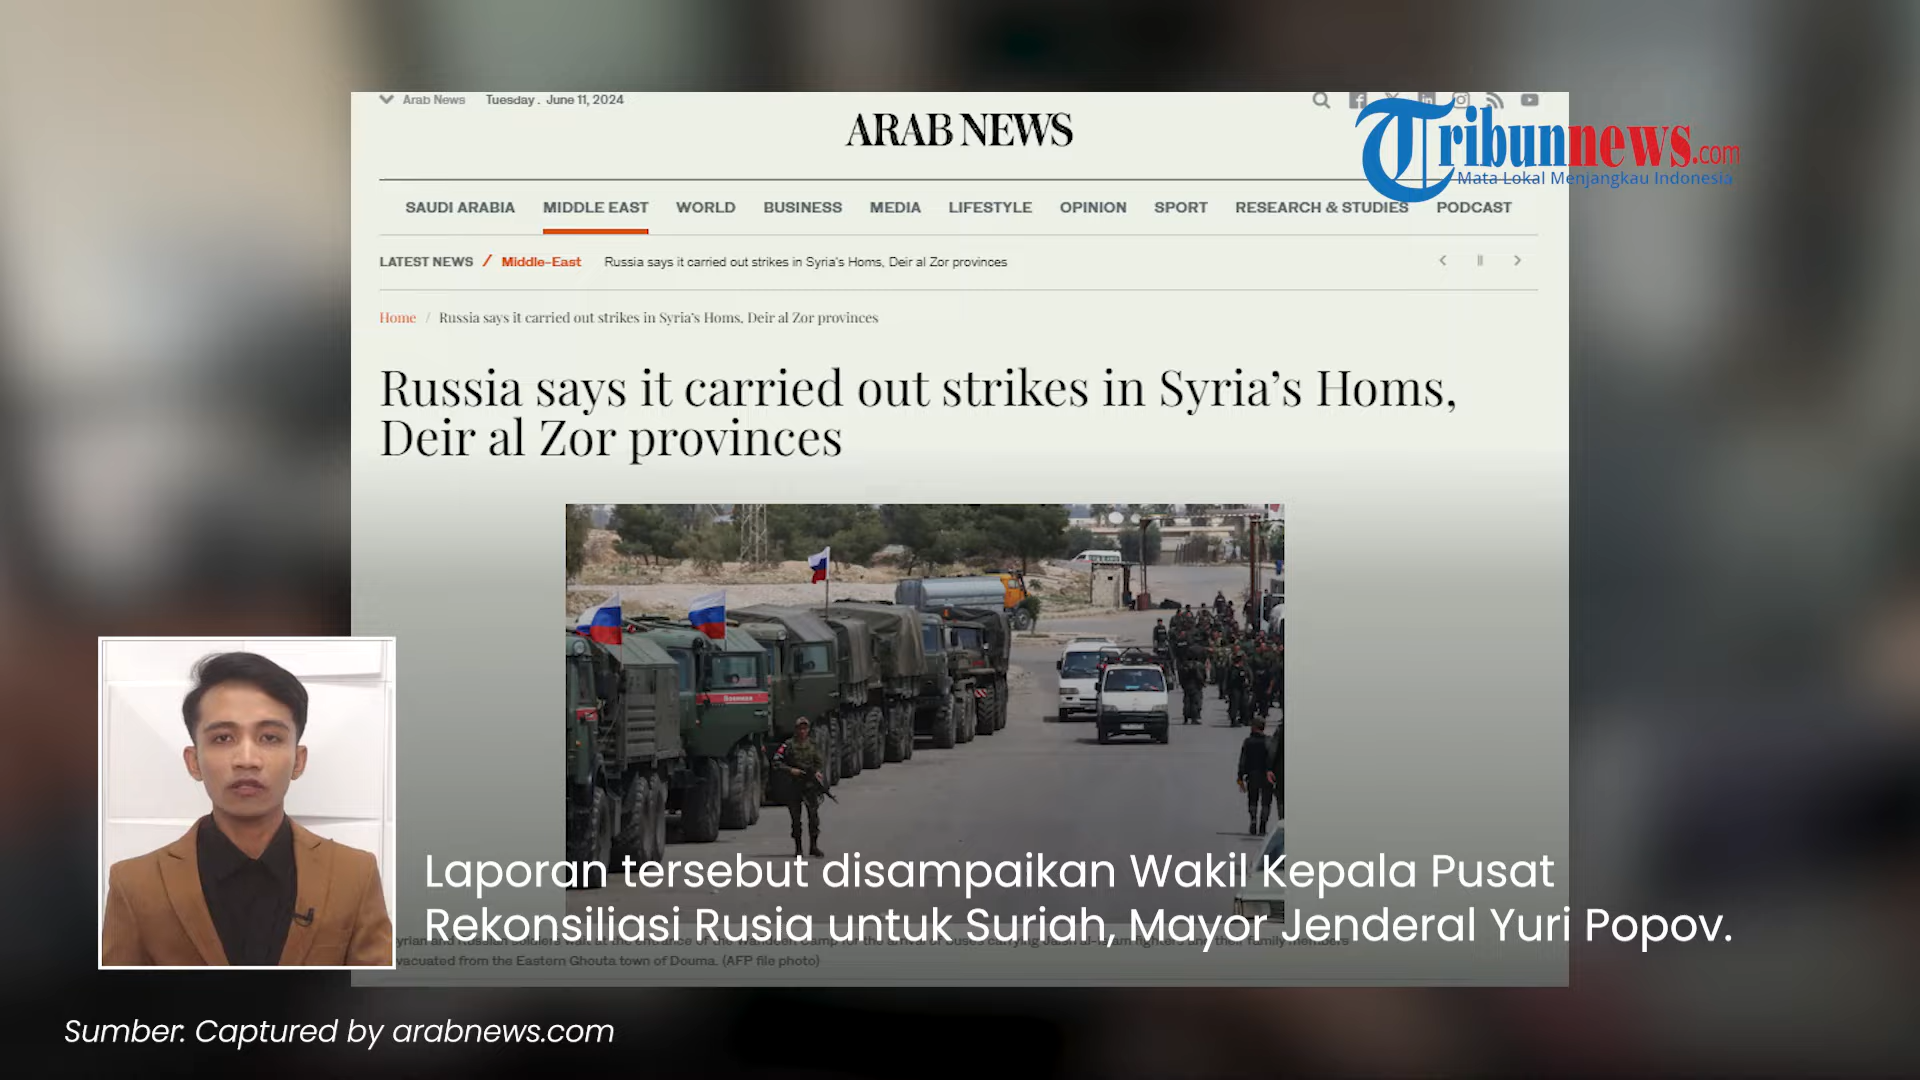 Arab News Tuesday . June 11, 2024
ARAB NEWS
Tribunnews.com
Mata Lokal Menjangkau Indonesia
SAUDI ARABIA MIDDLE EAST WORLD BUSINESS MEDIA LIFESTYLE OPINION SPORT RESEARCH & STUDIES PODCAST
LATEST NEWS / Middle-East Russia says it carried out strikes in Syria's Homs, Deir al Zor provinces
Home / Russia says it carried out strikes in Syria's Homs, Deir al Zor provinces
Russia says it carried out strikes in Syria's Homs,
Deir al Zor provinces
Laporan tersebut disampaikan Wakil Kepala Pusat
Rekonsiliasi Rusia untuk Suriah, Mayor Jenderal Yuri Popov.
from the Eastern Ghouta town of Douma. (AFP file photo)
Sumber: Captured by arabnews.com